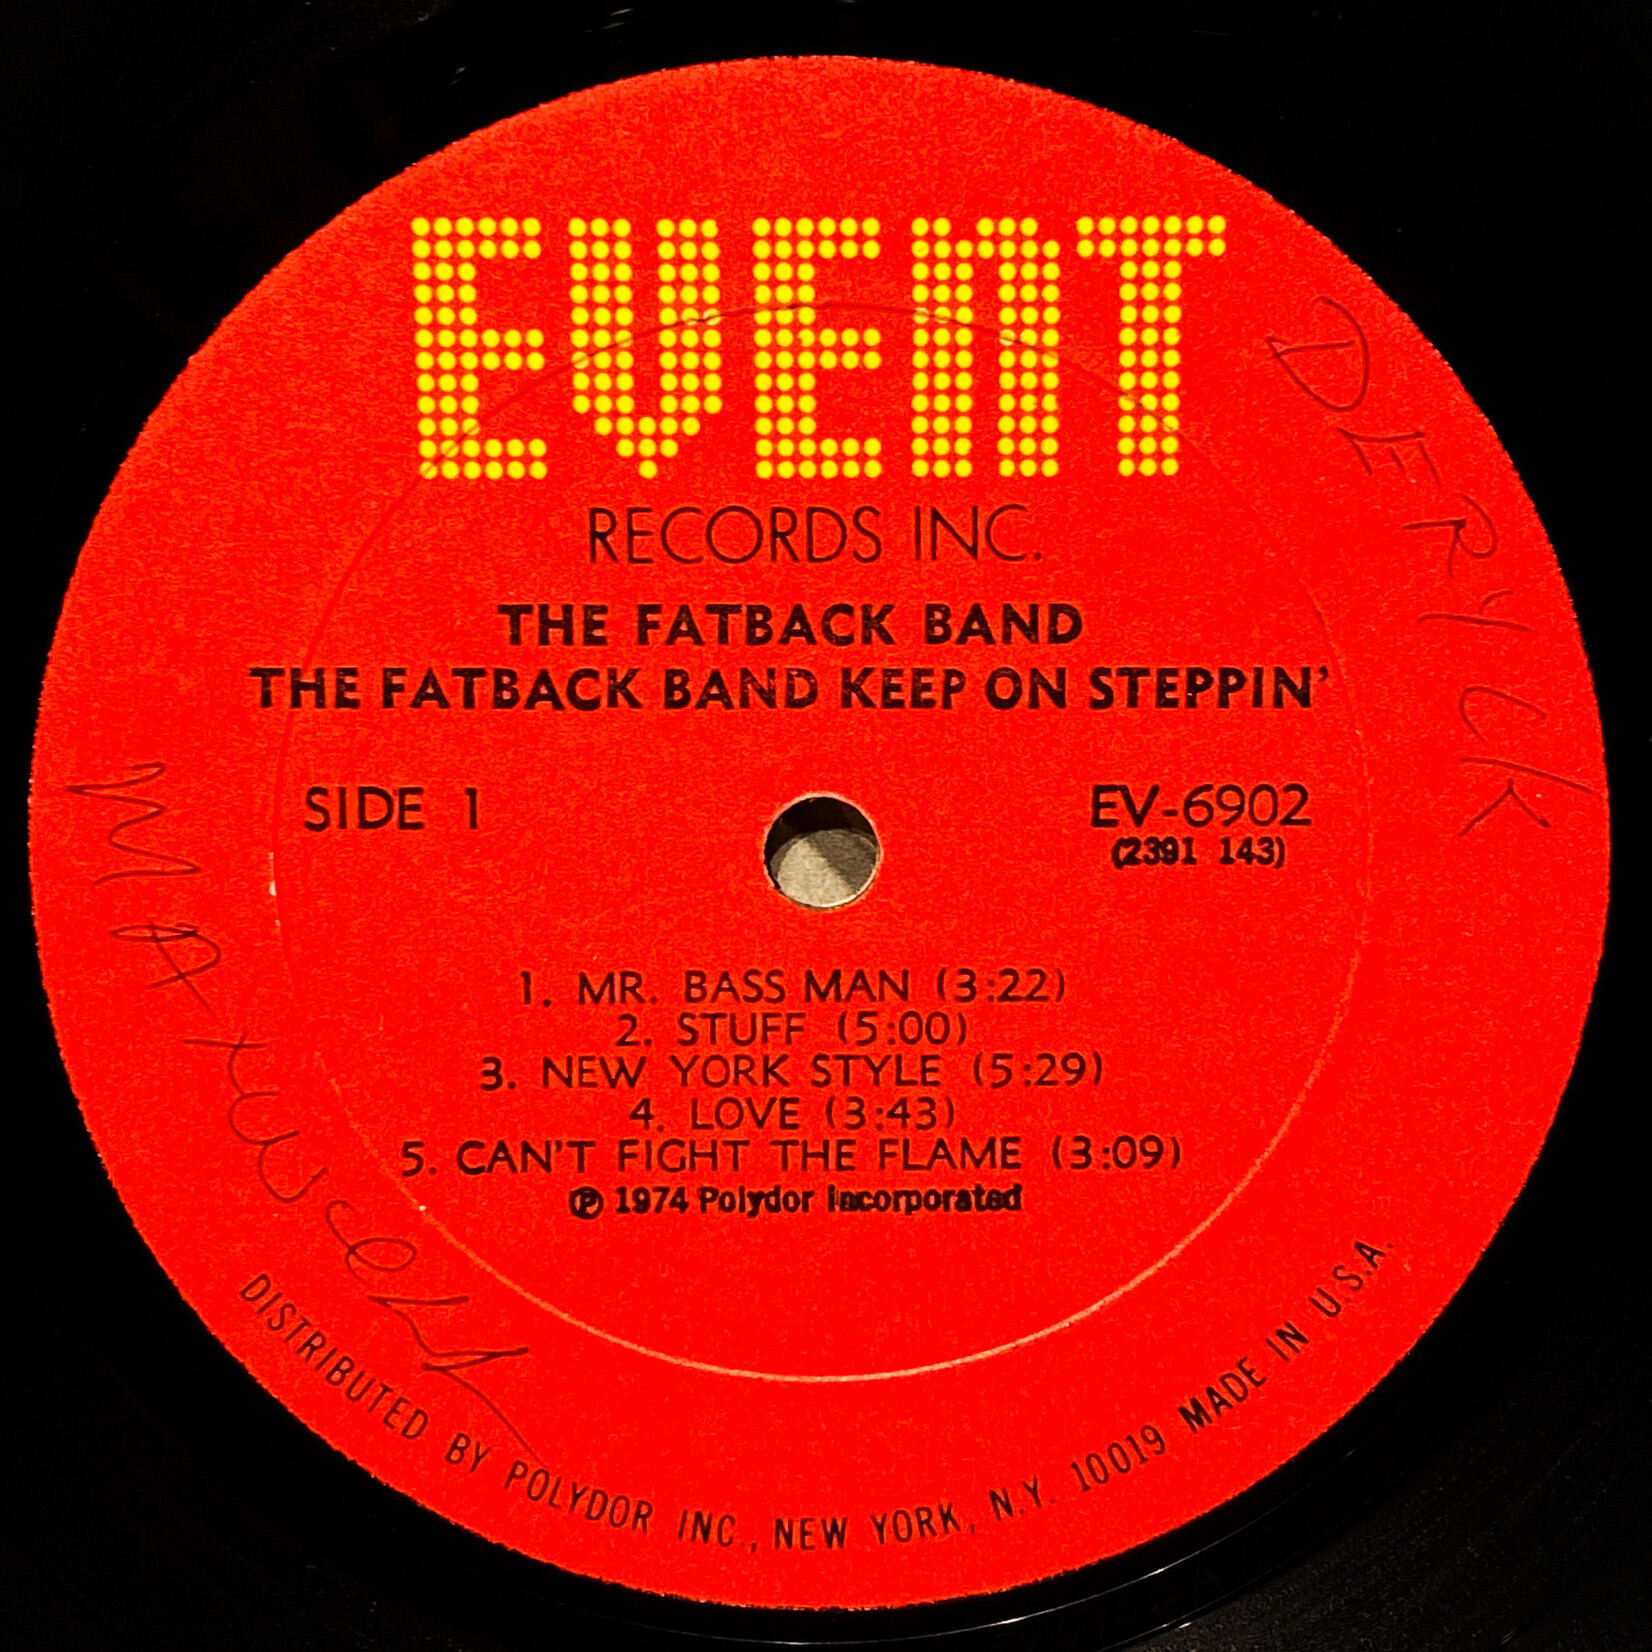 EVENT
RECORDS INC.
THE FATBACK BAND
THE FATBACK BAND KEEP ON STEPPIN'
SIDE 1
EV-6902
(2391 143)
1. MR. BASS MAN (3:22)
2. STUFF (5:00)
3. NEW YORK STYLE (5:29)
4. LOVE (3:43)
5. CAN'T FIGHT THE FLAME (3:09)
℗ 1974 Polydor Incorporated
DISTRIBUTED BY POLYDOR INC., NEW YORK, N.Y. 10019 MADE IN U.S.A.
DERYCK